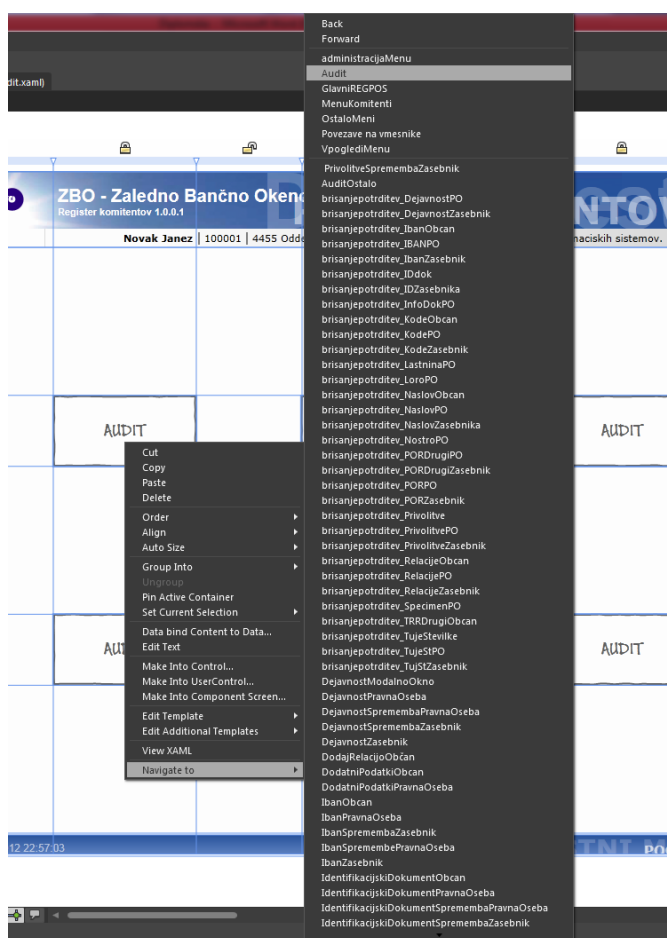 Back
Forward
administracijaMenu
dit.xaml)
Audit
GlavniREGPOS
MenuKomitenti
OstaloMeni
Povezave na vmesnike
VpoglediMenu
PrivolitveSpremembaZasebnik
AuditOstalo
ZBO - Zaledno Bančno Okeno
Register komitentov 1.0.0.1
NTOV
Novak Janez | 100001 | 4455 Odde
maciskih sistemov.
brisanjepotrditev_DejavnostPO
brisanjepotrditev_DejavnostZasebnik
brisanjepotrditev_IbanObcan
brisanjepotrditev_IBANPO
brisanjepotrditev_IbanZasebnik
brisanjepotrditev_IDdok
brisanjepotrditev_IDZasebnika
brisanjepotrditev_InfoDokPO
brisanjepotrditev_KodeObcan
brisanjepotrditev_KodePO
brisanjepotrditev_KodeZasebnik
brisanjepotrditev_LastninaPO
brisanjepotrditev_LoroPO
brisanjepotrditev_NaslovObcan
brisanjepotrditev_NaslovPO
brisanjepotrditev_NaslovZasebnika
brisanjepotrditev_NostroPO
brisanjepotrditev_PORDrugiPO
brisanjepotrditev_PORDrugiZasebnik
brisanjepotrditev_PORPO
brisanjepotrditev_PORZasebnik
brisanjepotrditev_Privolitve
brisanjepotrditev_PrivolitvePO
brisanjepotrditev_PrivolitveZasebnik
brisanjepotrditev_RelacijeObcan
brisanjepotrditev_RelacijePO
brisanjepotrditev_RelacijeZasebnik
brisanjepotrditev_SpecimenPO
brisanjepotrditev_TRRDrugiObcan
brisanjepotrditev_TujeStevilke
brisanjepotrditev_TujeStPO
brisanjepotrditev_TujStZasebnik
DejavnostModalnoOkno
DejavnostPravnaOseba
DejavnostSpremembaPravnaOseba
DejavnostSpremembaZasebnik
DejavnostZasebnik
DodajRelacijoObčan
DodatniPodatkiObcan
DodatniPodatkiPravnaOseba
IbanObcan
IbanPravnaOseba
IbanSpremembaZasebnik
IbanSpremembePravnaOseba
IbanZasebnik
IdentifikacijskiDokumentObcan
IdentifikacijskiDokumentPravnaOseba
IdentifikacijskiDokumentSpremembaPravnaOseba
IdentifikacijskiDokumentSpremembaZasebnik
AUDIT
AUDIT
Cut
Copy
Paste
Delete
Order
Align
Auto Size
Group Into
Ungroup
Pin Active Container
Set Current Selection
Data bind Content to Data...
Edit Text
AUDIT
Make Into Control...
Make Into UserControl...
Make Into Component Screen...
Edit Template
Edit Additional Templates
View XAML
Navigate to
12 22:57:03